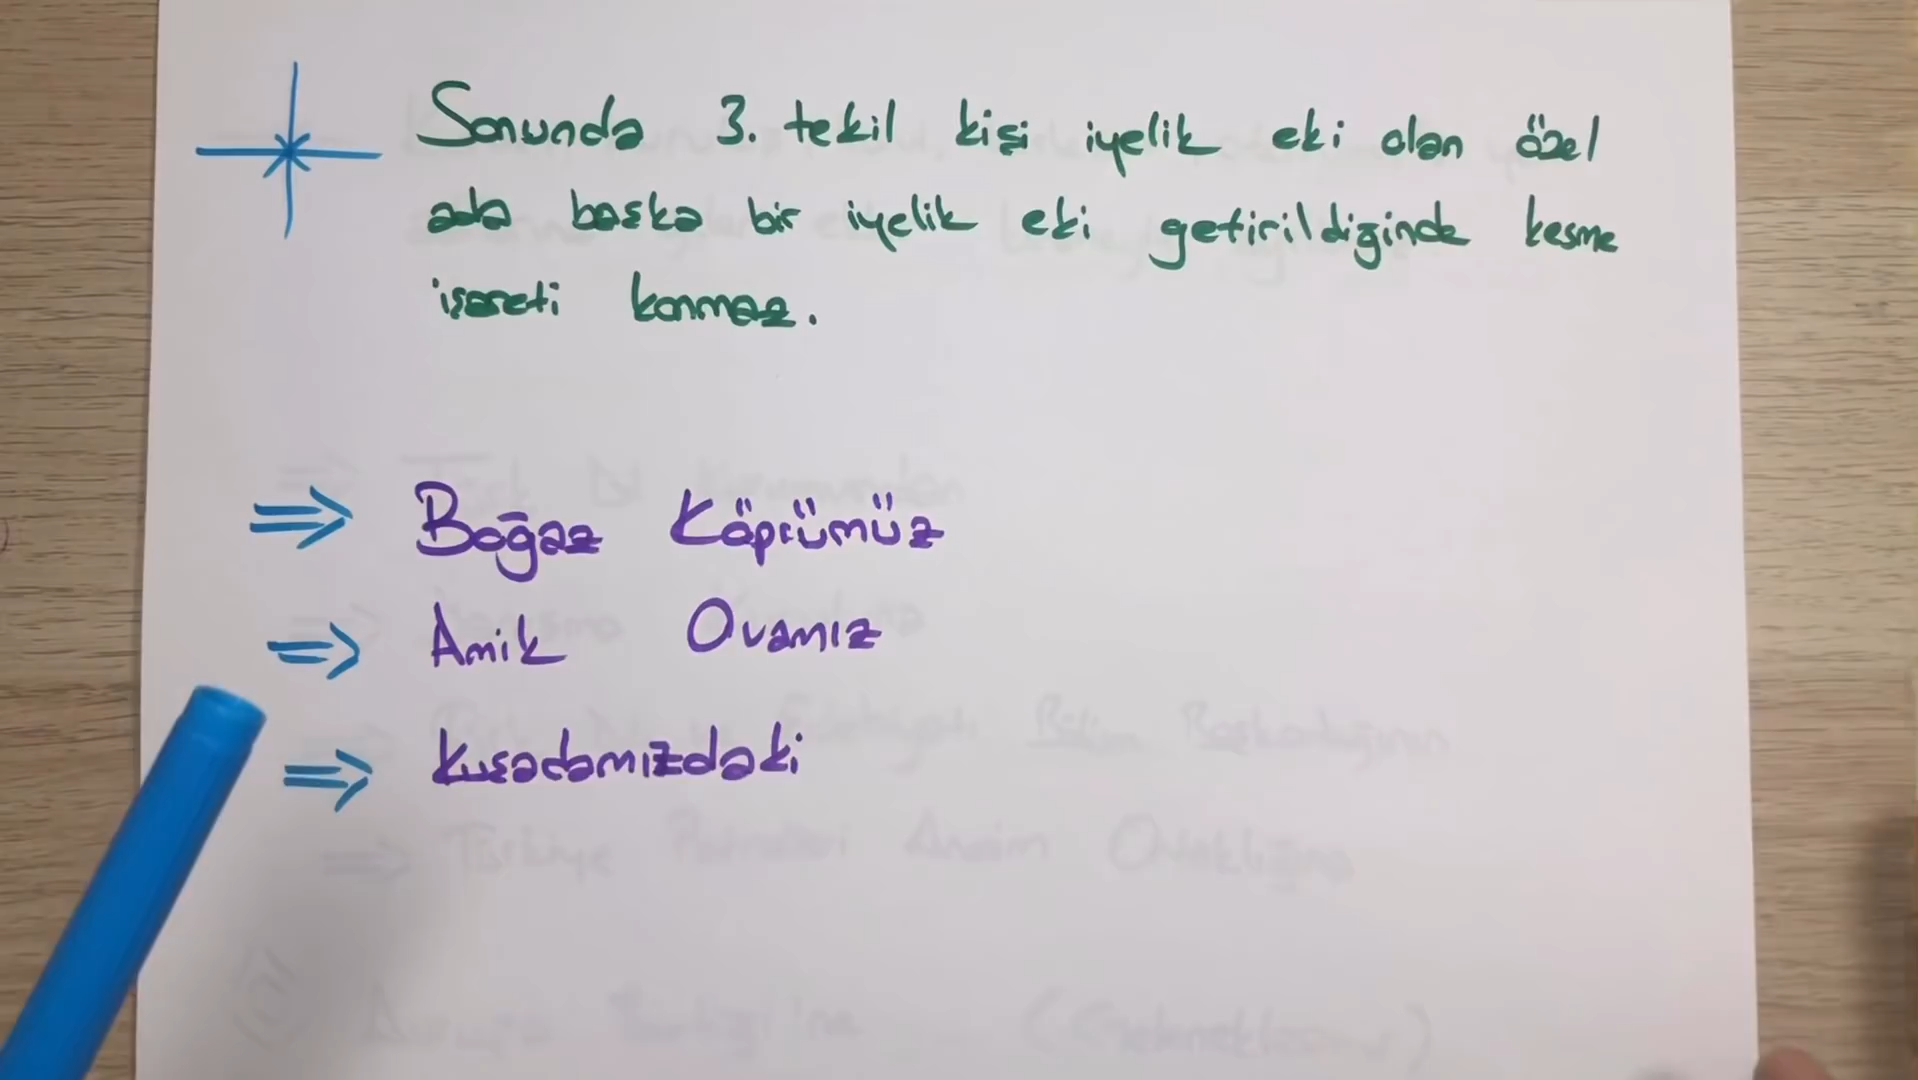 Sonunda 3. tekil kişi iyelik eki olan özel
ada başka bir iyelik eki getirildiğinde kesme
işareti konmaz.
Boğaz Köprümüz
Amik Ovamız
Kuşadamızdaki